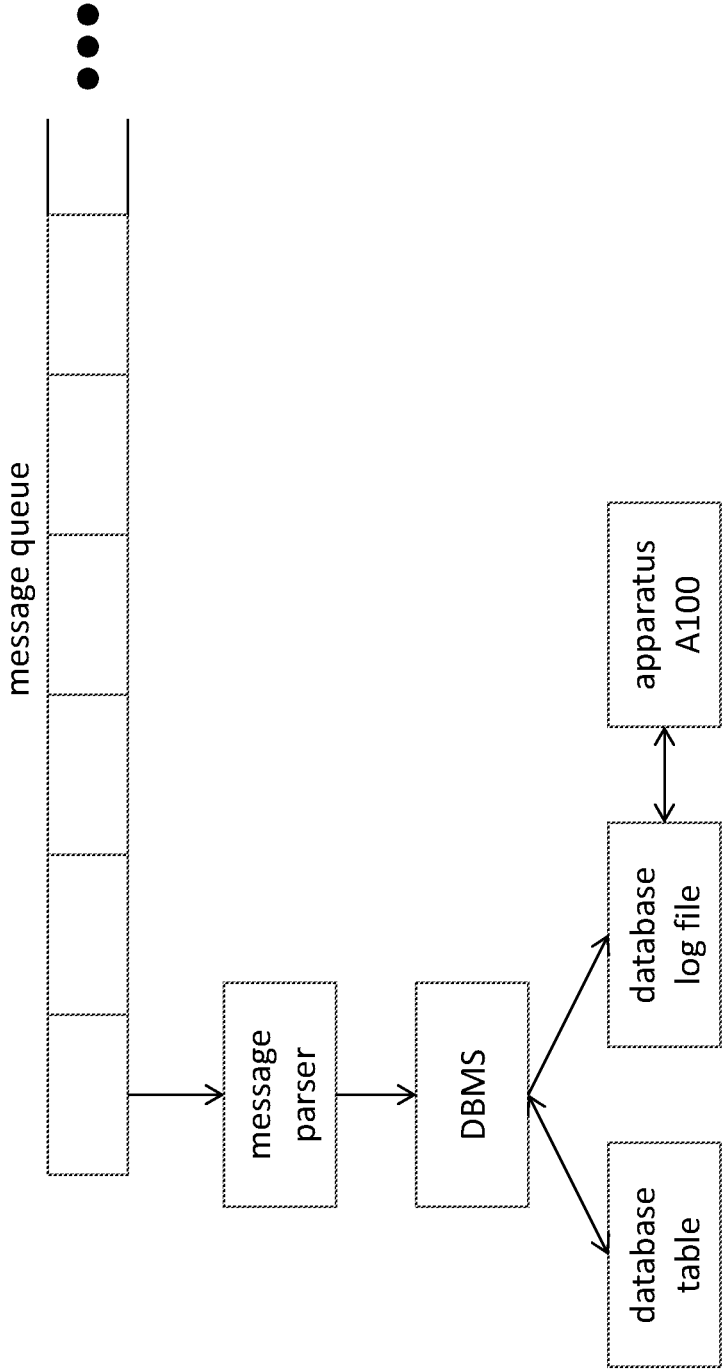 message queue
message
parser
DBMS
database
table
database
log file
apparatus
A100